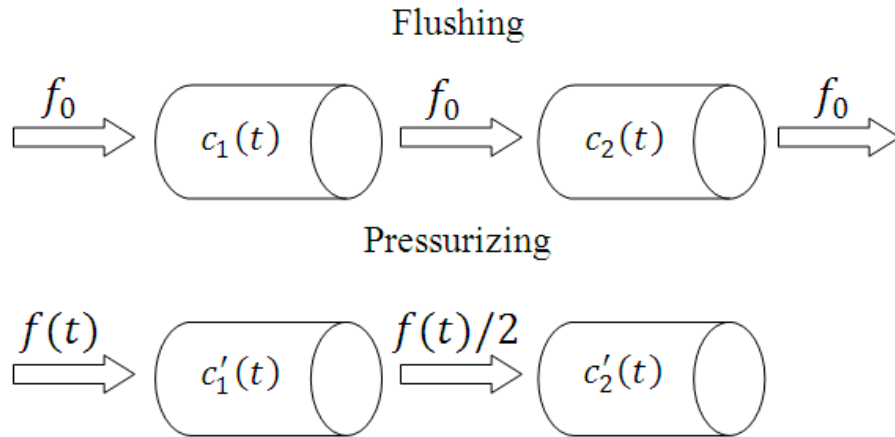 Flushing
f₀ f₀ f₀
c₁(t) c₂(t)
Pressurizing
f(t) f(t)/2
c′₁(t) c′₂(t)